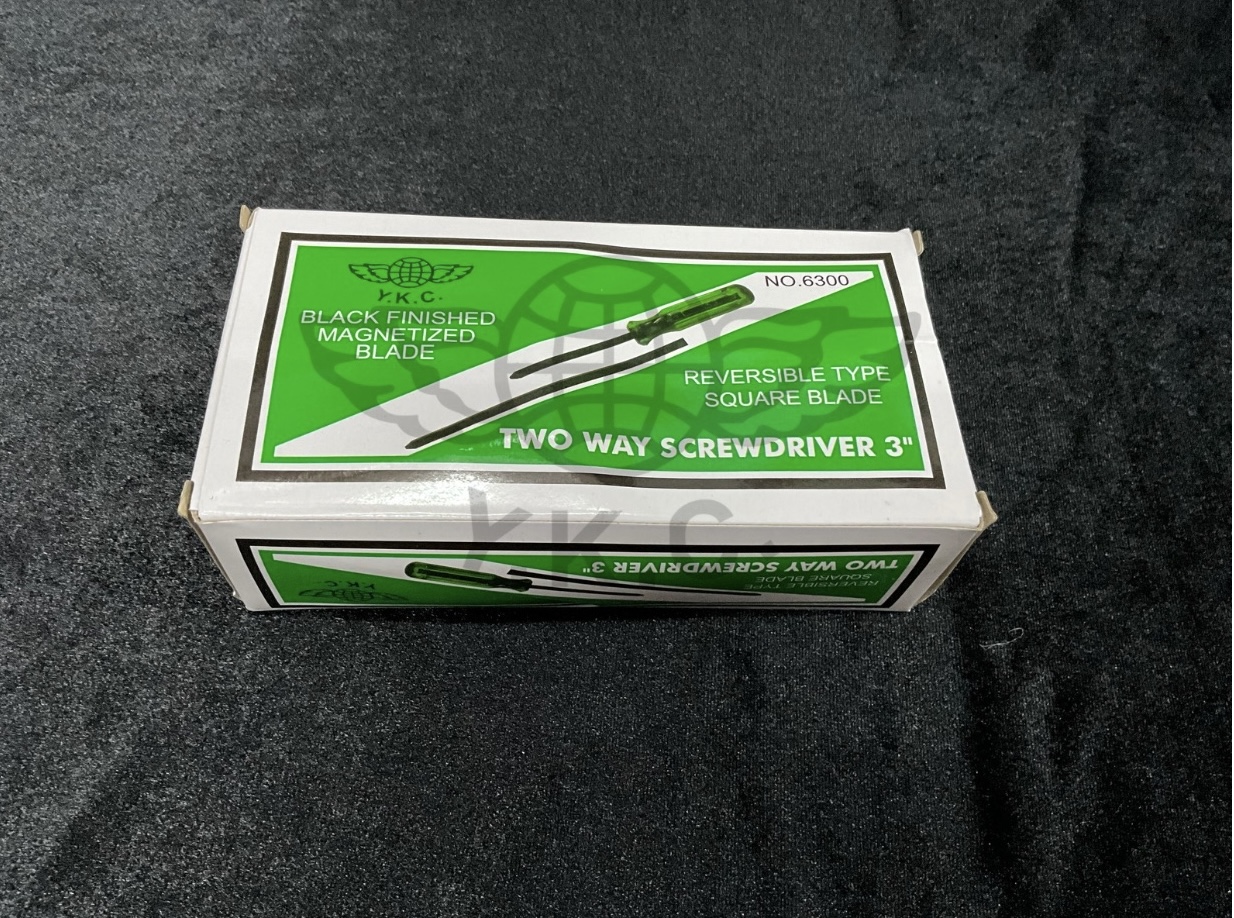 Y.K.C.
BLACK FINISHED
MAGNETIZED
BLADE
NO.6300
REVERSIBLE TYPE
SQUARE BLADE
TWO WAY SCREWDRIVER 3"
Y.K.C.
TWO WAY SCREWDRIVER 3"
REVERSIBLE TYPE
SQUARE BLADE
Y.K.C.